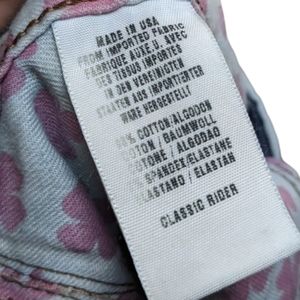 MADE IN USA
FROM IMPORTED FABRIC
FABRIQUE AUX E.U. AVEC
DES TISSUS IMPORTES
IN DEN VEREINIGTEN
STAATEN AUS IMPORTIERTER
WARE HERGESTELLT
COTTON/ALGODON
COTON / BAUMWOLL
COTONE / ALGODAO
SPANDEX/ELASTANE
ELASTANO / ELASTAN
CLASSIC RIDER